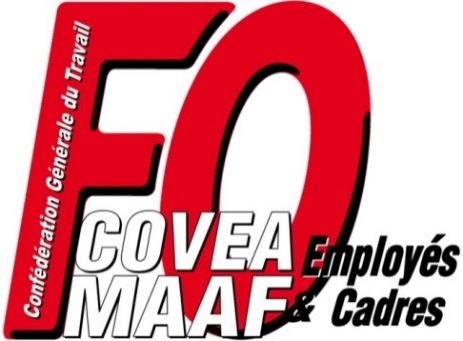 FO
Confédération Générale du Travail
COVEA
MAAF
Employés
& Cadres